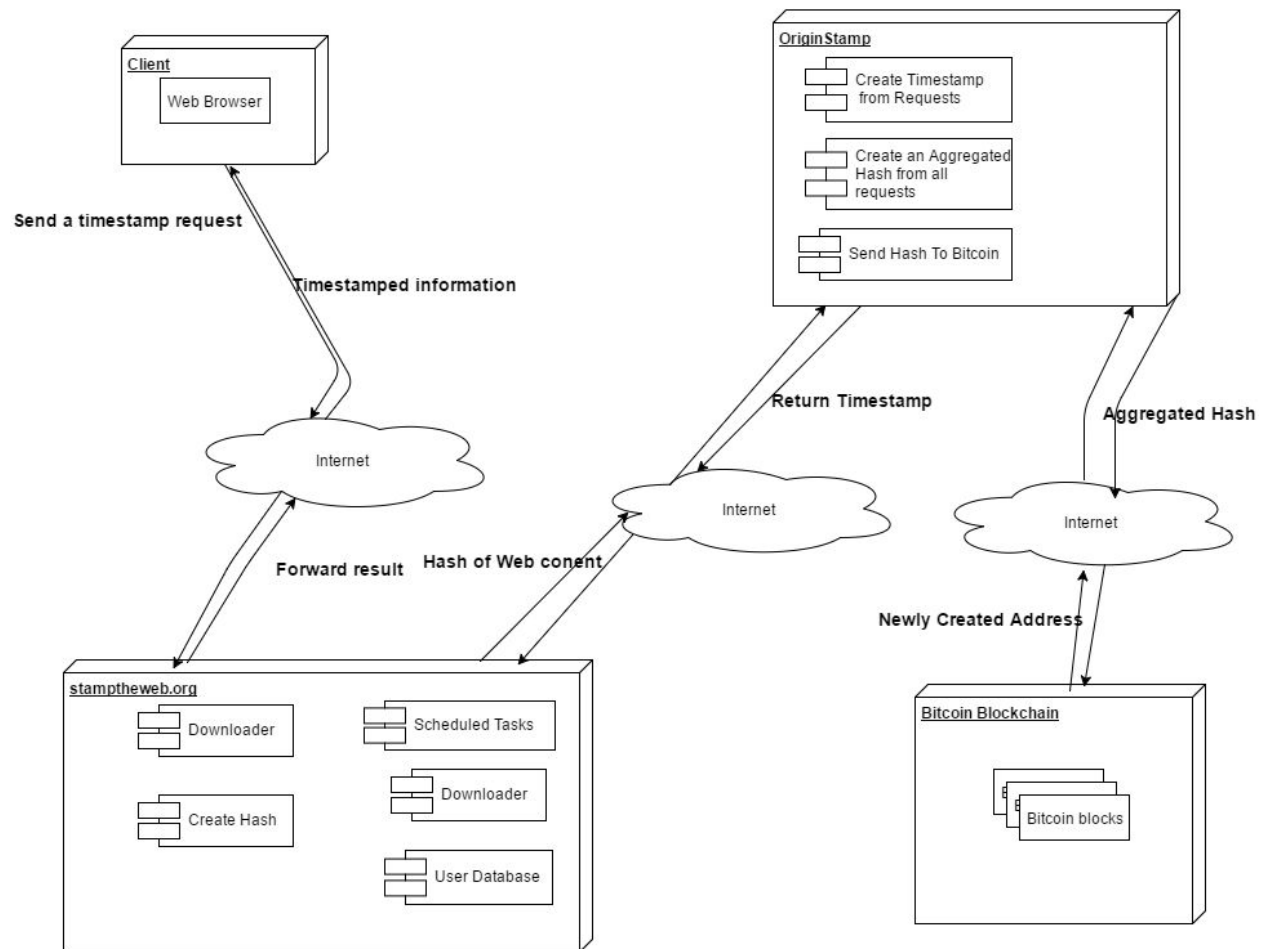 Client
Web Browser
Send a timestamp request
Timestamped information
Internet
Forward result
Hash of Web conent
stamptheweb.org
Downloader
Create Hash
Scheduled Tasks
Downloader
User Database
OriginStamp
Create Timestamp
from Requests
Create an Aggregated
Hash from all
requests
Send Hash To Bitcoin
Return Timestamp
Internet
Aggregated Hash
Internet
Newly Created Address
Bitcoin Blockchain
Bitcoin blocks